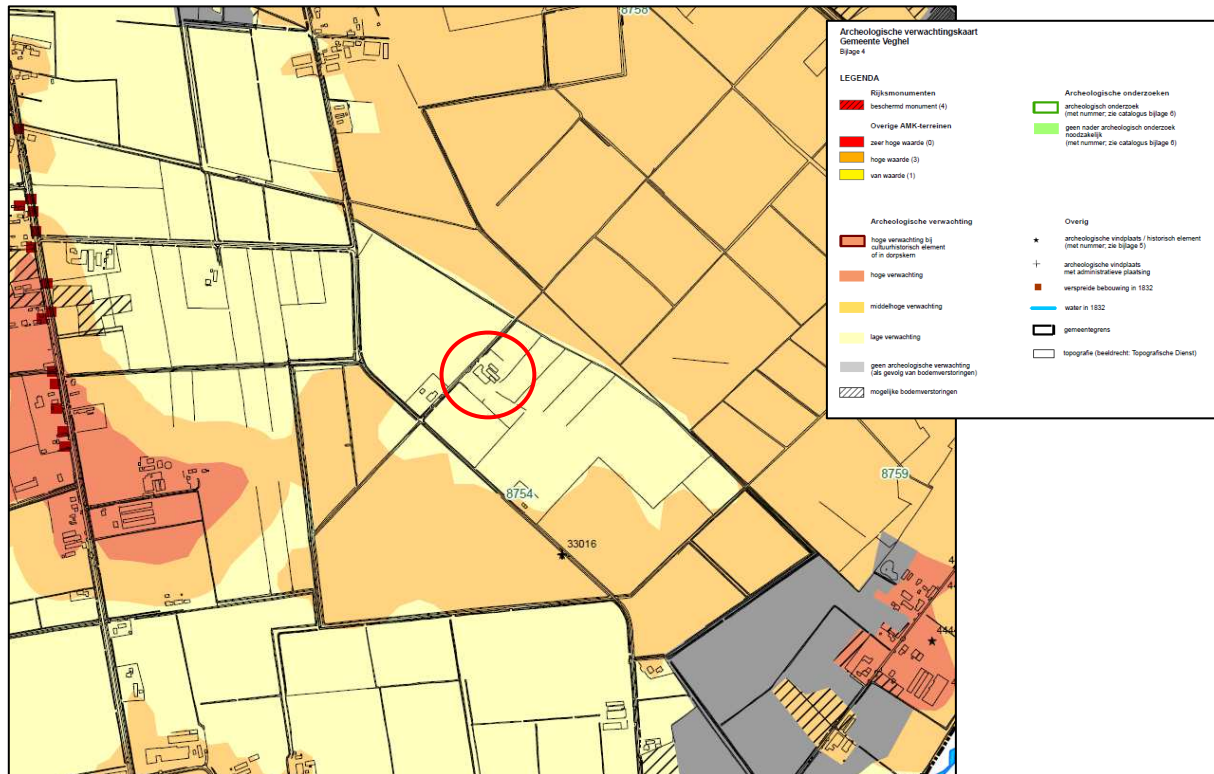 8758
8754
33016
8759
Archeologische verwachtingskaart
Gemeente Veghel
Bijlage 4
LEGENDA
Rijksmonumenten
beschermd monument (4)
Overige AMK-terreinen
zeer hoge waarde (0)
hoge waarde (3)
van waarde (1)
Archeologische verwachting
hoge verwachting bij
cultuurhistorisch element
of in dorpskern
hoge verwachting
middelhoge verwachting
lage verwachting
geen archeologische verwachting
(als gevolg van bodemverstoringen)
mogelijke bodemverstoringen
Archeologische onderzoeken
archeologisch onderzoek
(met nummer; zie catalogus bijlage 6)
geen nader archeologisch onderzoek
noodzakelijk
(met nummer; zie catalogus bijlage 6)
Overig
archeologische vindplaats / historisch element
(met nummer; zie bijlage 5)
archeologische vindplaats
met administratieve plaatsing
verspreide bebouwing in 1832
water in 1832
gemeentegrens
topografie (beeldrecht: Topografische Dienst)